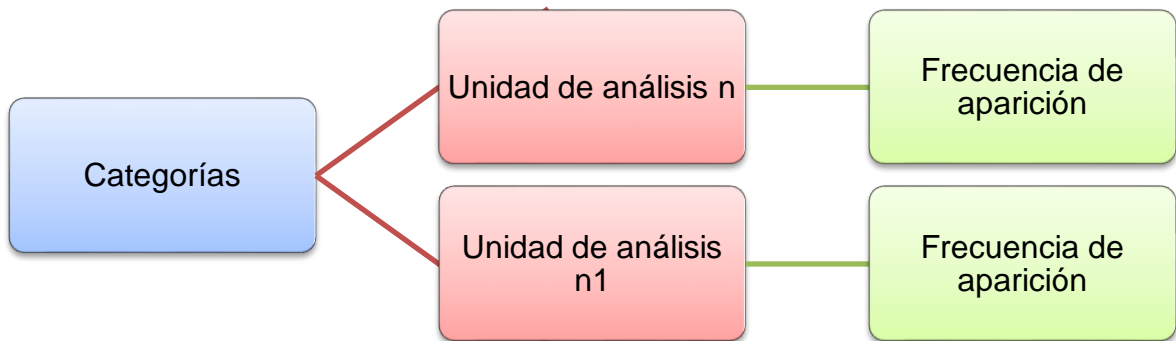 Categorías
Unidad de análisis n
Frecuencia de
aparición
Unidad de análisis
n1
Frecuencia de
aparición